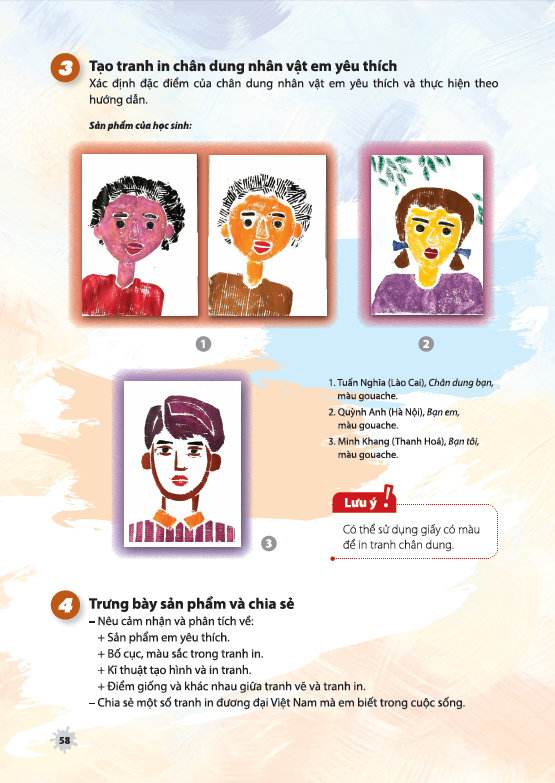 3 Tạo tranh in chân dung nhân vật em yêu thích
Xác định đặc điểm của chân dung nhân vật em yêu thích và thực hiện theo
hướng dẫn.
Sản phẩm của học sinh:
1
2
1. Tuấn Nghĩa (Lào Cai), Chân dung bạn,
màu gouache.
2. Quỳnh Anh (Hà Nội), Bạn em,
màu gouache.
3. Minh Khang (Thanh Hoá), Bạn tôi,
màu gouache.
3
Lưu ý !
Có thể sử dụng giấy có màu
để in tranh chân dung.
4 Trưng bày sản phẩm và chia sẻ
– Nêu cảm nhận và phân tích về:
+ Sản phẩm em yêu thích.
+ Bố cục, màu sắc trong tranh in.
+ Kĩ thuật tạo hình và in tranh.
+ Điểm giống và khác nhau giữa tranh vẽ và tranh in.
– Chia sẻ một số tranh in đương đại Việt Nam mà em biết trong cuộc sống.
58